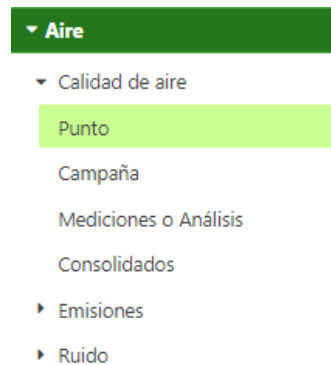 Aire
Calidad de aire
Punto
Campaña
Mediciones o Análisis
Consolidados
Emisiones
Ruido